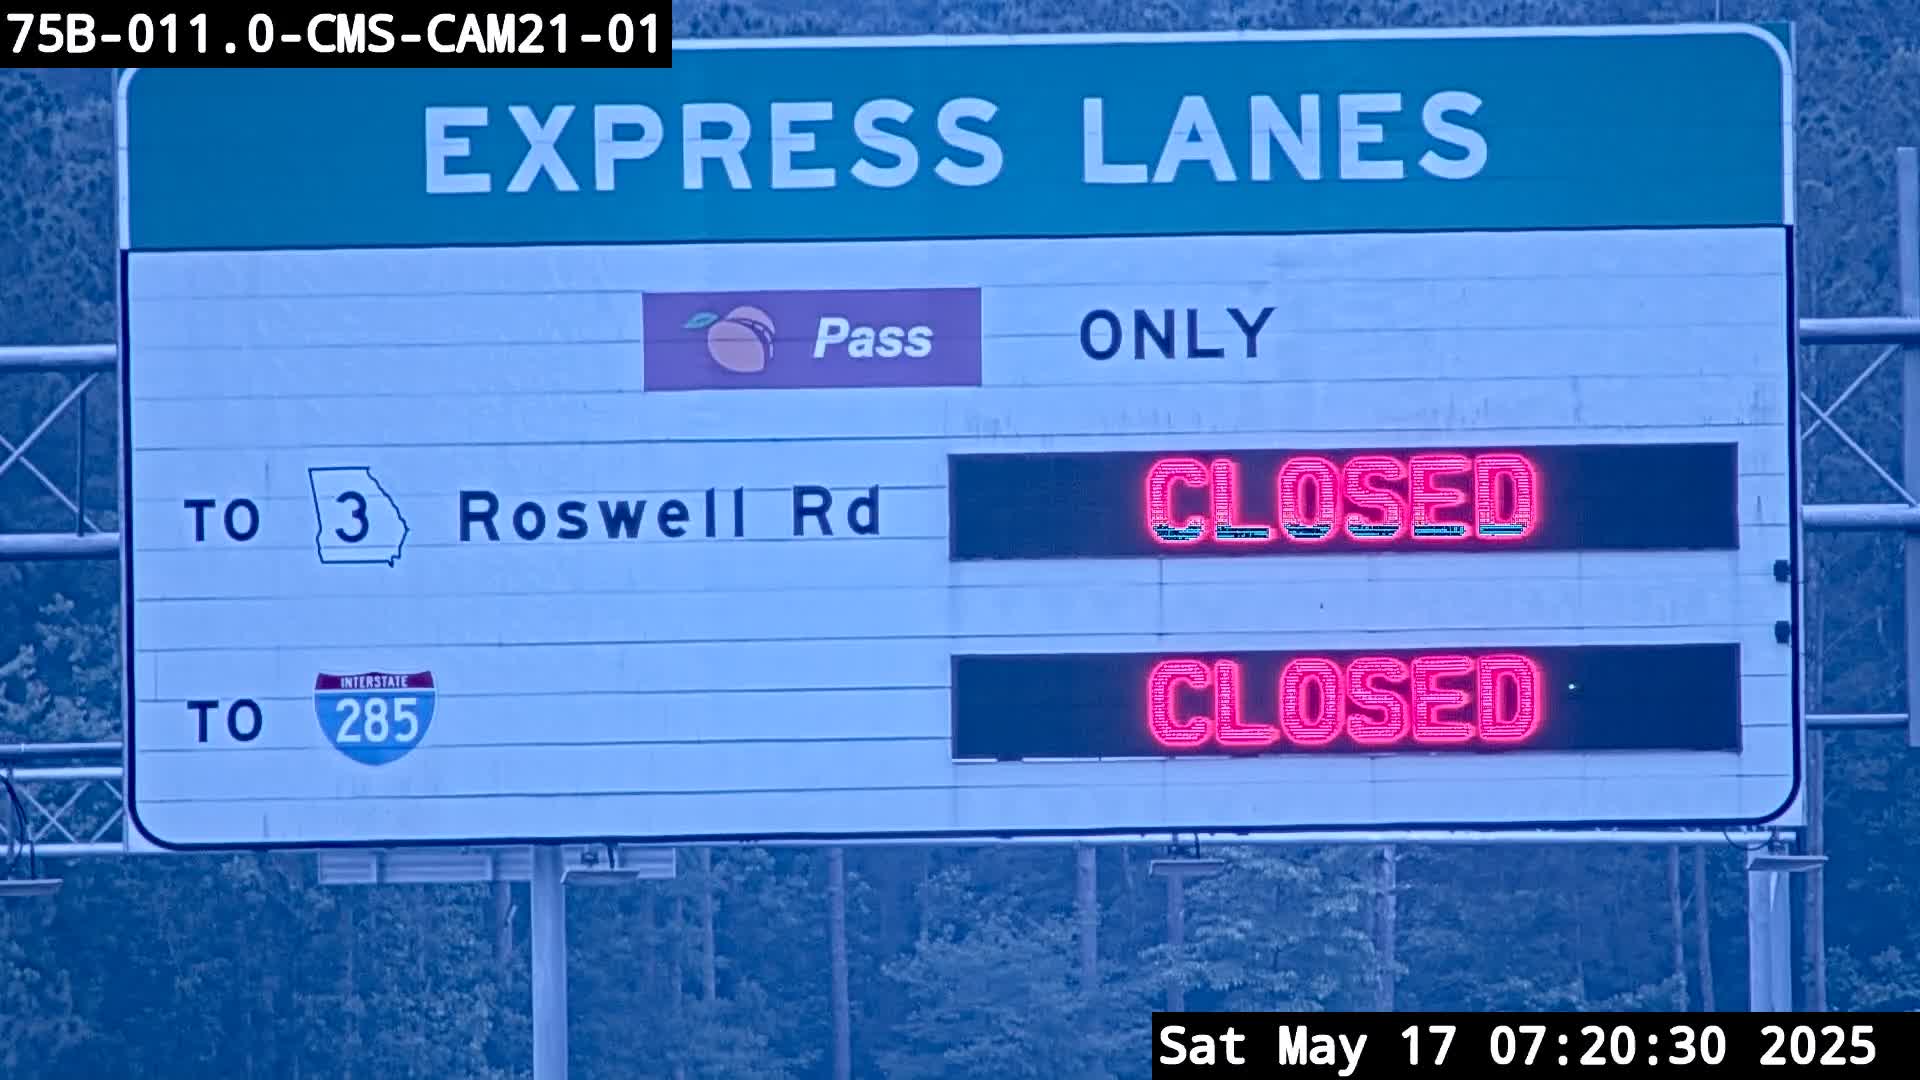 75B-011.0-CMS-CAM21-01
EXPRESS LANES
Pass ONLY
TO 3 Roswell Rd CLOSED
INTERSTATE
TO 285 CLOSED
Sat May 17 07:20:30 2025